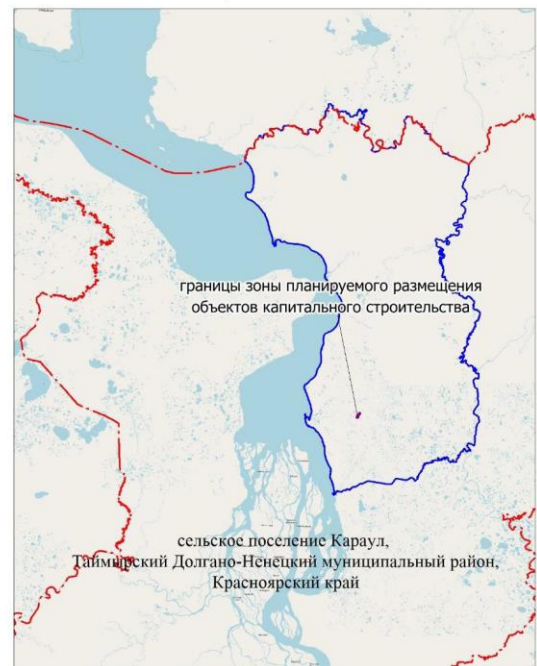 границы зоны планируемого размещения
объектов капитального строительства
сельское поселение Караул,
Таймырский Долгано-Ненецкий муниципальный район,
Красноярский край